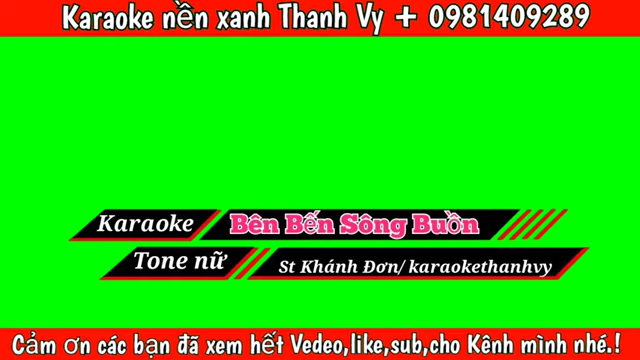 Karaoke nền xanh Thanh Vy + 0981409289
Karaoke Bên Bến Sông Buồn
Tone nữ St Khánh Đơn/ karaokethanhvy
Cảm ơn các bạn đã xem hết Vedeo,like,sub,cho Kênh mình nhé.!